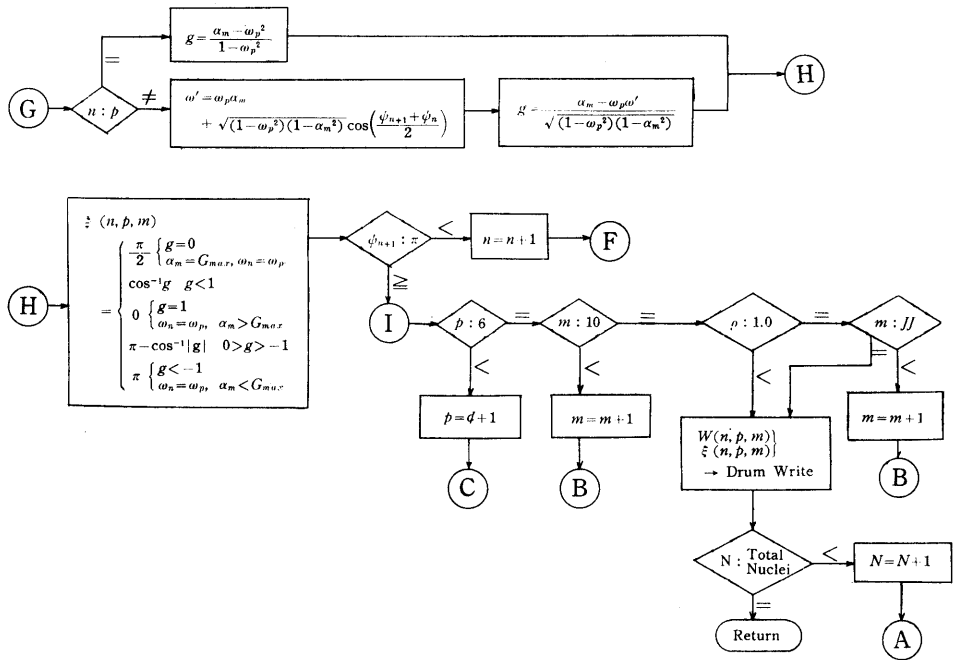 g = (α_m − ω_p²) / (1 − ω_p²)
G
n : p
=
≠
ω′ = ω_p α_m
+ √((1 − ω_p²)(1 − α_m²)) cos((ψ_{n+1} + ψ_n) / 2)
g = (α_m − ω_p ω′) / √((1 − ω_p²)(1 − α_m²))
H
H
ξ (n, p, m)
= { π/2 { g = 0
α_m = G_max, ω_n = ω_p
cos⁻¹g g < 1
0 { g = 1
ω_n = ω_p, α_m > G_max
π − cos⁻¹|g| 0 > g > −1
π { g < −1
ω_n = ω_p, α_m < G_max
ψ_{n+1} : π
<
n = n + 1
F
≧
I
p : 6
=
m : 10
=
: 1.0
=
m : JJ
<
<
<
=
<
p = ¢ + 1
m = m + 1
W(n, p, m)}
ξ (n, p, m)}
→ Drum Write
m = m + 1
C
B
B
N : Total
Nuclei
<
N = N + 1
=
Return
A